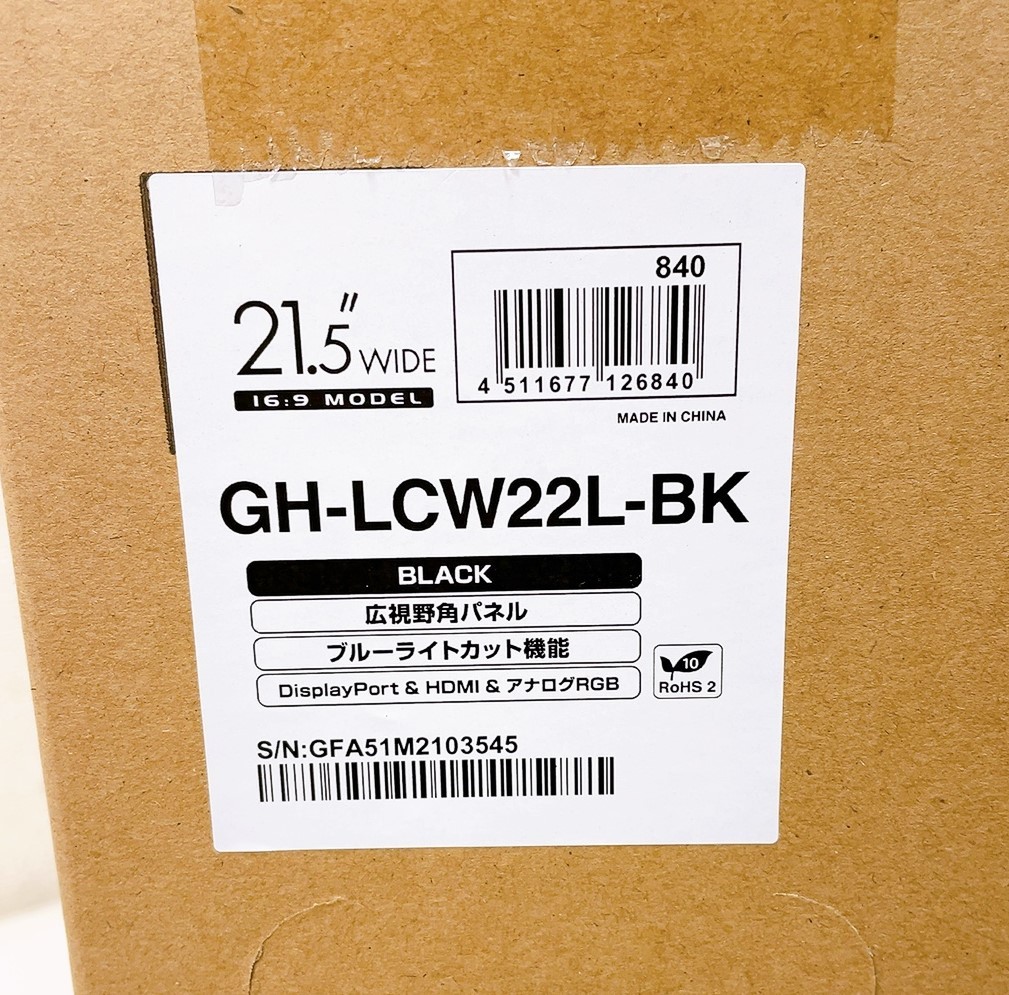 840
4 511677 126840
21.5" WIDE
16:9 MODEL
MADE IN CHINA
GH-LCW22L-BK
BLACK
広視野角パネル
ブルーライトカット機能
DisplayPort & HDMI & アナログRGB
10
RoHS 2
S/N:GFA51M2103545